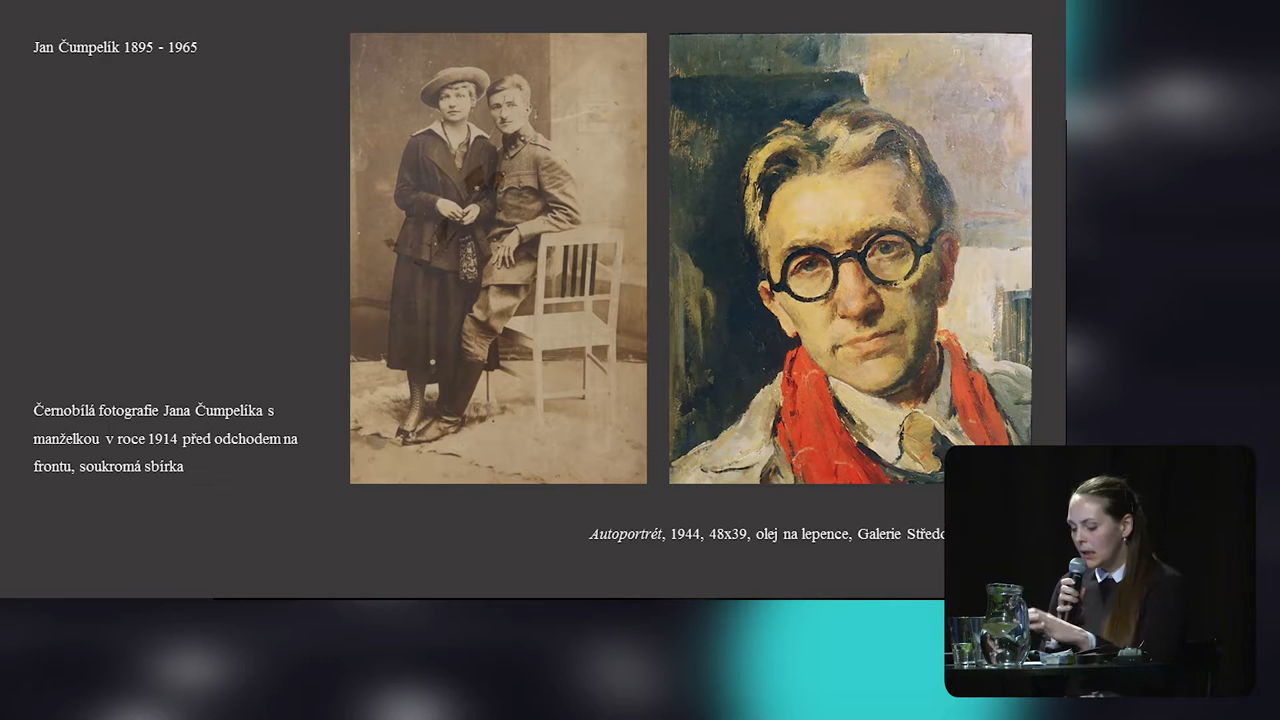 Jan Čumpelík 1895 - 1965
Černobílá fotografie Jana Čumpelíka s
manželkou v roce 1914 před odchodem na
frontu, soukromá sbírka
Autoportrét, 1944, 48x39, olej na lepence, Galerie